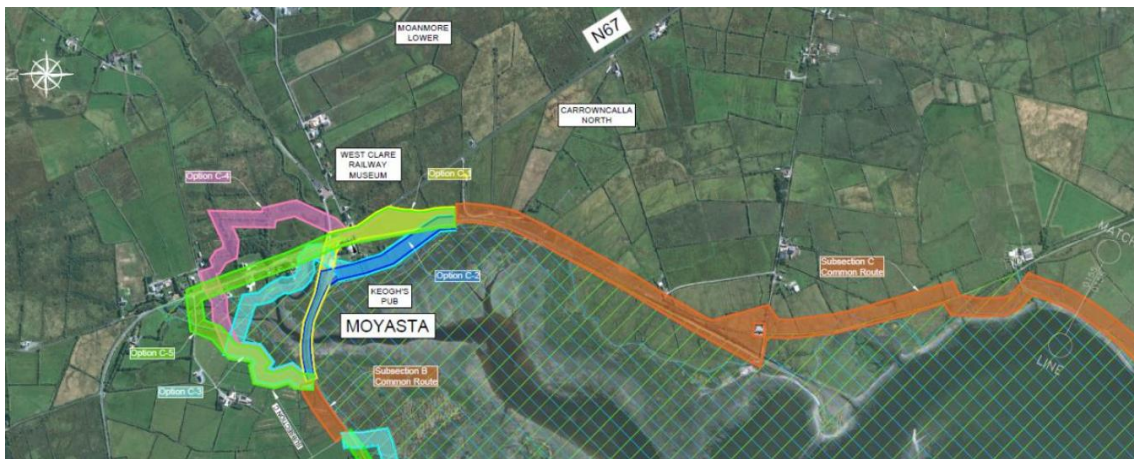 MOANMORE
LOWER
N67
N
CARROWNCALLA
NORTH
WEST CLARE
RAILWAY
MUSEUM
Option C-4
Option
Subsection C
Common Route
MATCH
LINE
Option C-2
KEOGH'S
PUB
MOYASTA
Option C-5
Subsection B
Common Route
Option C-3